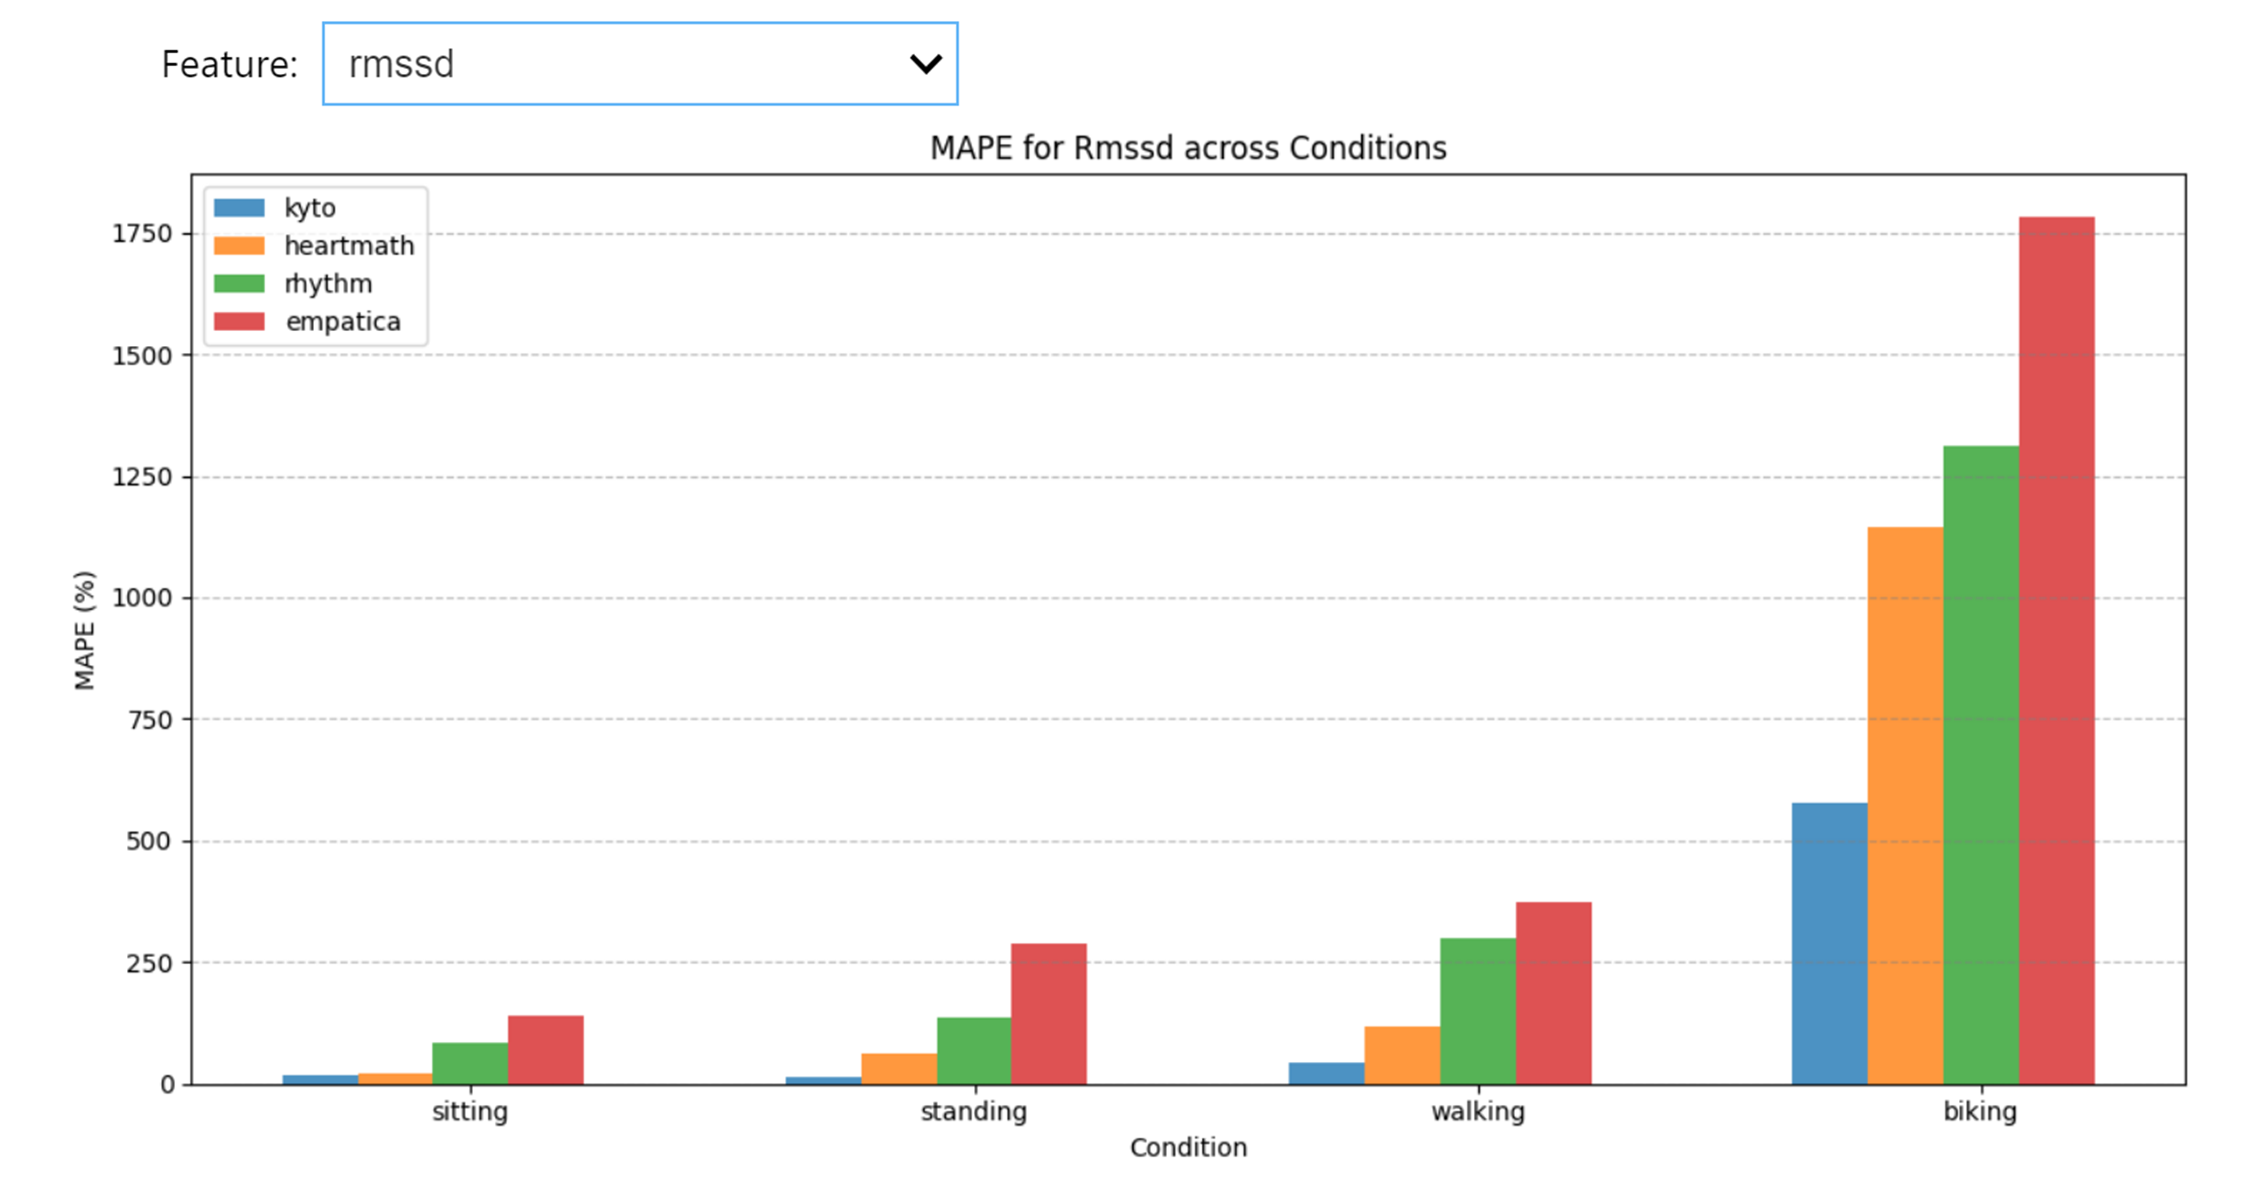 Feature: rmssd
MAPE for Rmssd across Conditions
kyto
heartmath
rhythm
empatica
1750
1500
1250
1000
750
500
250
0
MAPE (%)
sitting standing walking biking
Condition